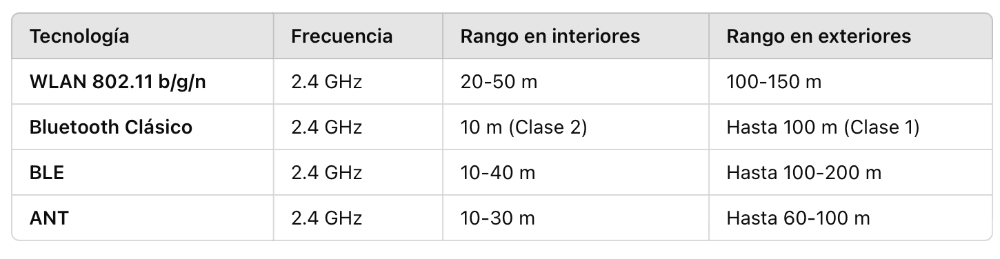 Tecnología Frecuencia Rango en interiores Rango en exteriores
WLAN 802.11 b/g/n 2.4 GHz 20-50 m 100-150 m
Bluetooth Clásico 2.4 GHz 10 m (Clase 2) Hasta 100 m (Clase 1)
BLE 2.4 GHz 10-40 m Hasta 100-200 m
ANT 2.4 GHz 10-30 m Hasta 60-100 m